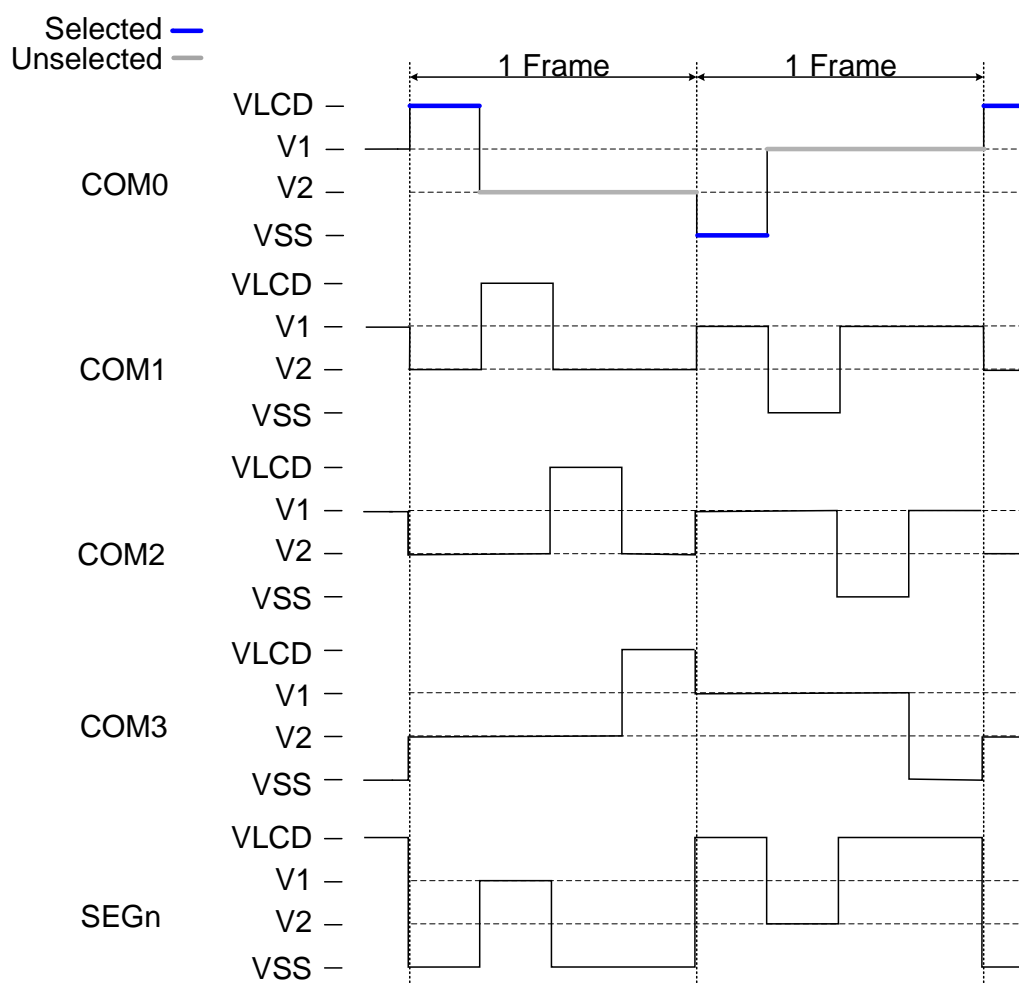 Selected
Unselected
1 Frame 1 Frame
VLCD
V1
COM0
V2
VSS
VLCD
V1
COM1
V2
VSS
VLCD
V1
COM2
V2
VSS
VLCD
V1
COM3
V2
VSS
VLCD
V1
SEGn
V2
VSS